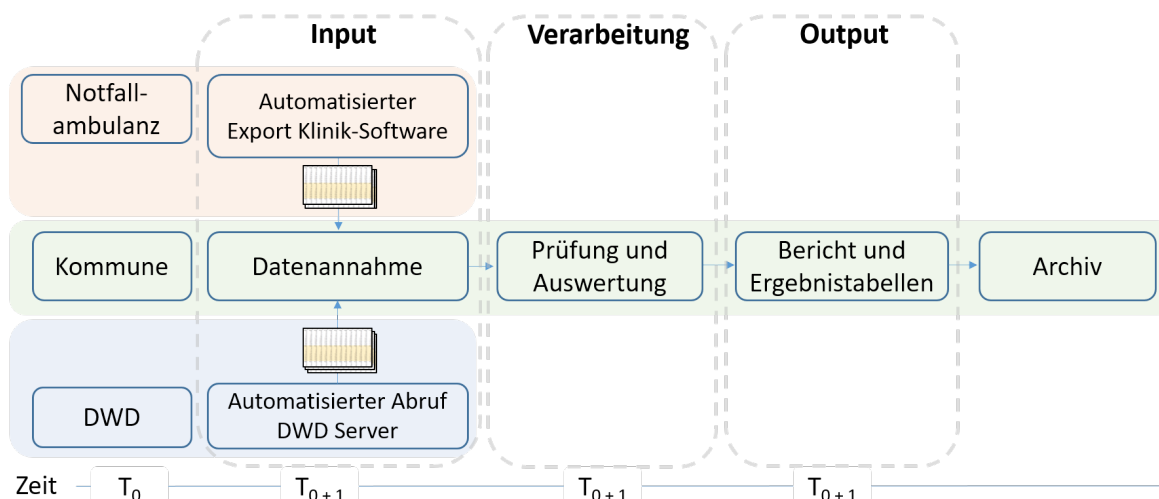 Input
Verarbeitung
Output
Notfall-
ambulanz
Automatisierter
Export Klinik-Software
Kommune
Datenannahme
Prüfung und
Auswertung
Bericht und
Ergebnistabellen
Archiv
DWD
Automatisierter Abruf
DWD Server
Zeit
T0
T0 + 1
T0 + 1
T0 + 1